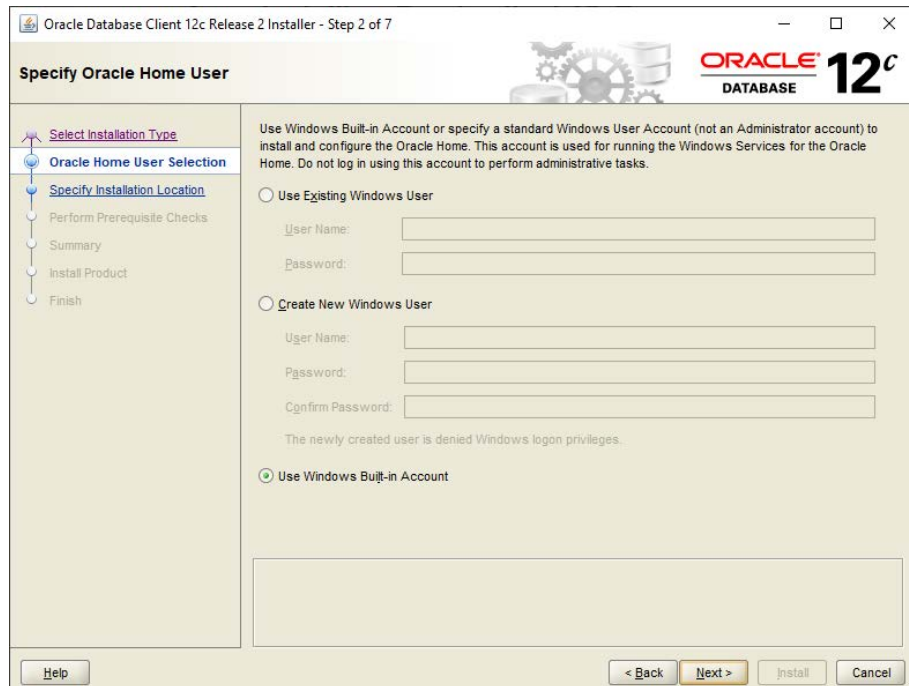 Oracle Database Client 12c Release 2 Installer - Step 2 of 7
Specify Oracle Home User
ORACLE
DATABASE
12c
Select Installation Type
Oracle Home User Selection
Specify Installation Location
Perform Prerequisite Checks
Summary
Install Product
Finish
Use Windows Built-in Account or specify a standard Windows User Account (not an Administrator account) to
install and configure the Oracle Home. This account is used for running the Windows Services for the Oracle
Home. Do not log in using this account to perform administrative tasks.
Use Existing Windows User
User Name:
Password:
Create New Windows User
User Name:
Password:
Confirm Password:
The newly created user is denied Windows logon privileges.
Use Windows Built-in Account
Help
< Back
Next >
Install
Cancel